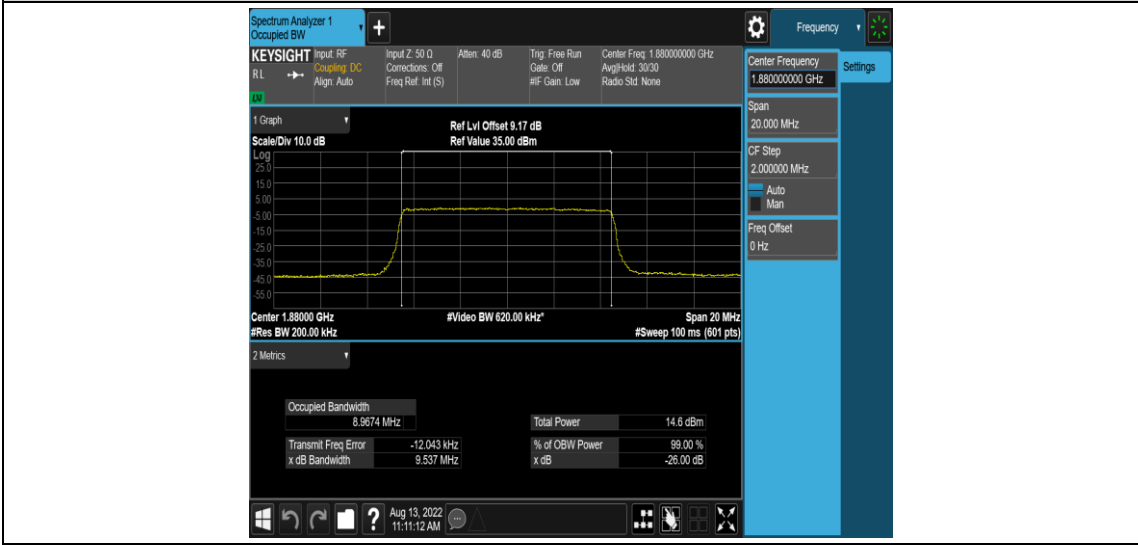 Spectrum Analyzer 1
Occupied BW
+
Frequency
KEYSIGHT
RL
LM
Input: RF
Coupling: DC
Align: Auto
Input Z: 50 Ω
Corrections: Off
Freq Ref: Int (S)
Atten: 40 dB
Trig: Free Run
Gate: Off
#IF Gain: Low
Center Freq: 1.880000000 GHz
Avg|Hold: 30/30
Radio Std: None
Center Frequency
1.880000000 GHz
Settings
Span
20.000 MHz
CF Step
2.000000 MHz
Auto
Man
Freq Offset
0 Hz
1 Graph
Scale/Div 10.0 dB
Ref Lvl Offset 9.17 dB
Ref Value 35.00 dBm
Log
25.0
15.0
5.00
-5.00
-15.0
-25.0
-35.0
-45.0
-55.0
Center 1.88000 GHz
#Res BW 200.00 kHz
#Video BW 620.00 kHz*
Span 20 MHz
#Sweep 100 ms (601 pts)
2 Metrics
Occupied Bandwidth
8.9674 MHz
Total Power 14.6 dBm
Transmit Freq Error -12.043 kHz
% of OBW Power 99.00 %
x dB Bandwidth 9.537 MHz
x dB -26.00 dB
?
Aug 13, 2022
11:11:12 AM